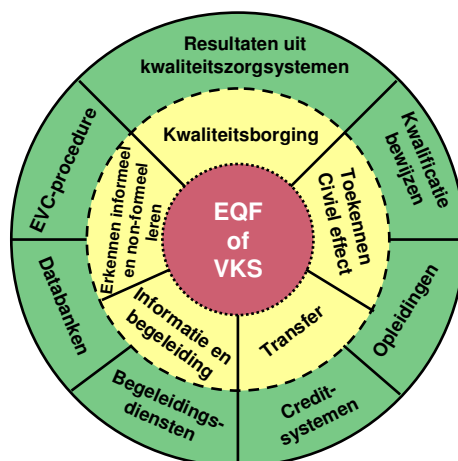 Resultaten uit
kwaliteitszorgsystemen
Kwalificatie
bewijzen
Opleidingen
Credit-
systemen
Begeleidings-
diensten
Databanken
EVC-procedure
Kwaliteitsborging
Toekennen
Civiel effect
Transfer
Informatie en
begeleiding
Erkennen informeel
en non-formeel
leren
EQF
of
VKS